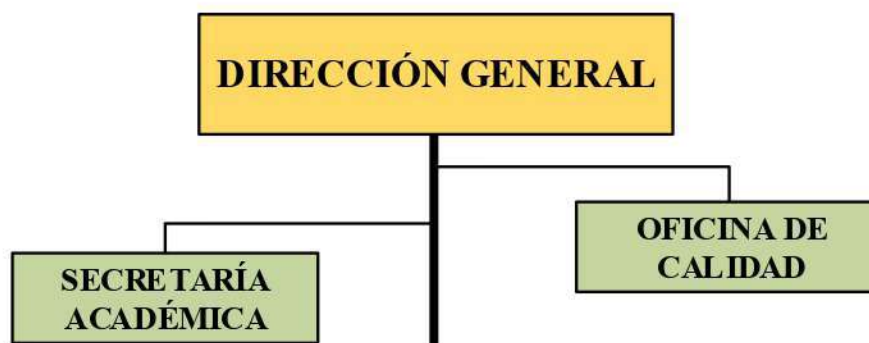 DIRECCIÓN GENERAL
OFICINA DE
CALIDAD
SECRETARÍA
ACADÉMICA